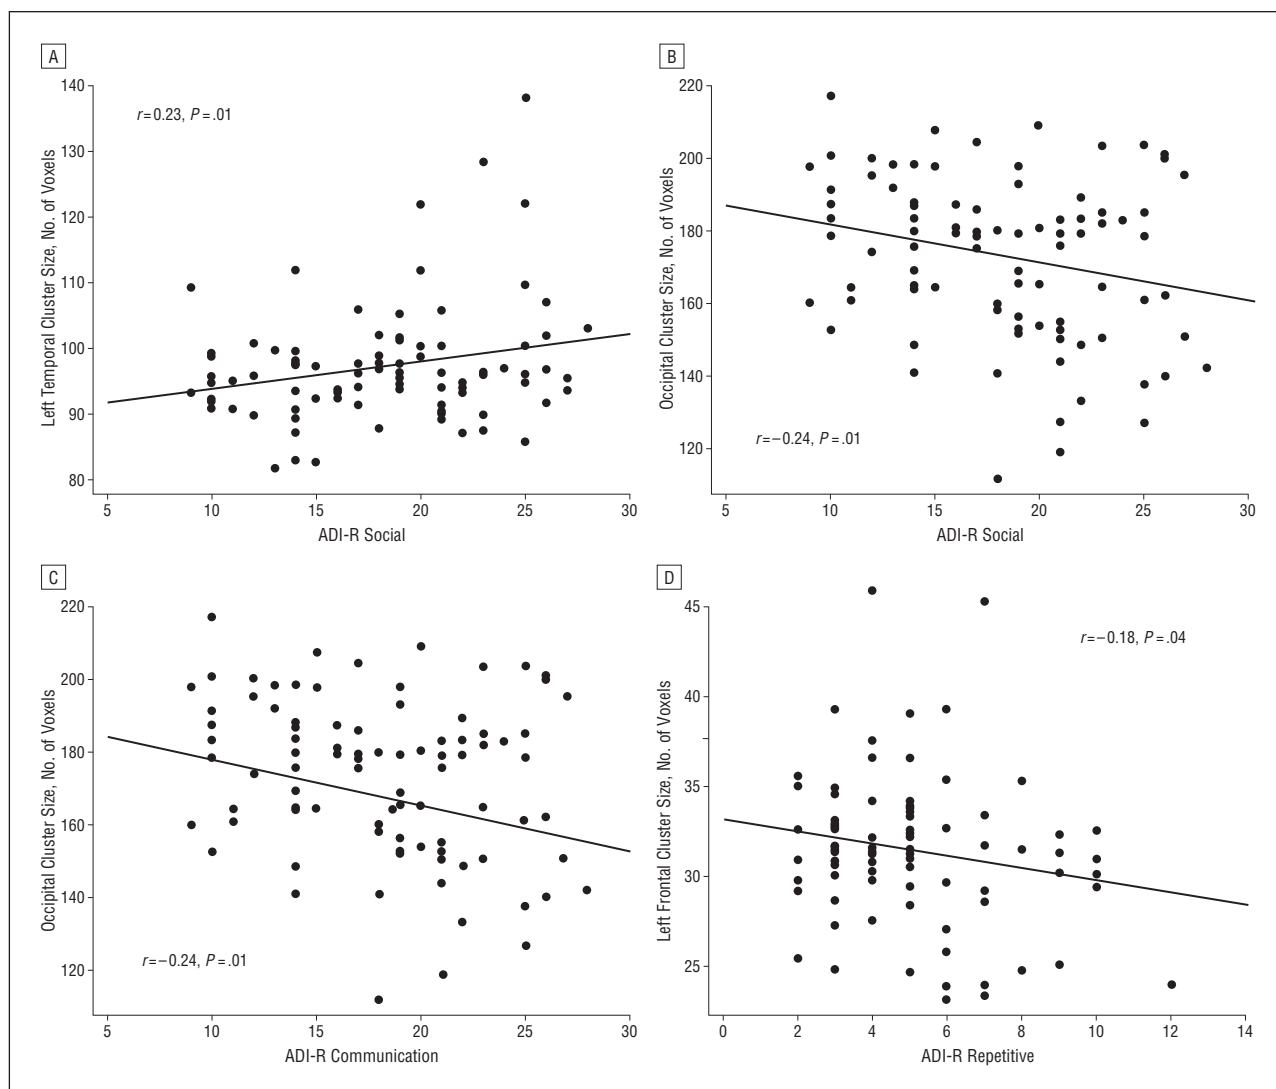 A
r=0.23, P=.01
Left Temporal Cluster Size, No. of Voxels
140
130
120
110
100
90
80
5 10 15 20 25 30
ADI-R Social
B
r=−0.24, P=.01
Occipital Cluster Size, No. of Voxels
220
200
180
160
140
120
5 10 15 20 25 30
ADI-R Social
C
r=−0.24, P=.01
Occipital Cluster Size, No. of Voxels
220
200
180
160
140
120
5 10 15 20 25 30
ADI-R Communication
D
r=−0.18, P=.04
Left Frontal Cluster Size, No. of Voxels
45
40
35
30
25
0 2 4 6 8 10 12 14
ADI-R Repetitive